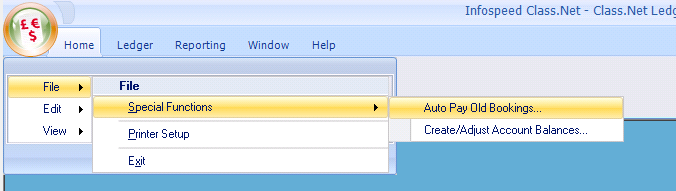 Infospeed Class.Net - Class.Net Ledg
££
$
Home Ledger Reporting Window Help
File File
Special Functions Auto Pay Old Bookings...
Edit Create/Adjust Account Balances...
View Printer Setup
Exit